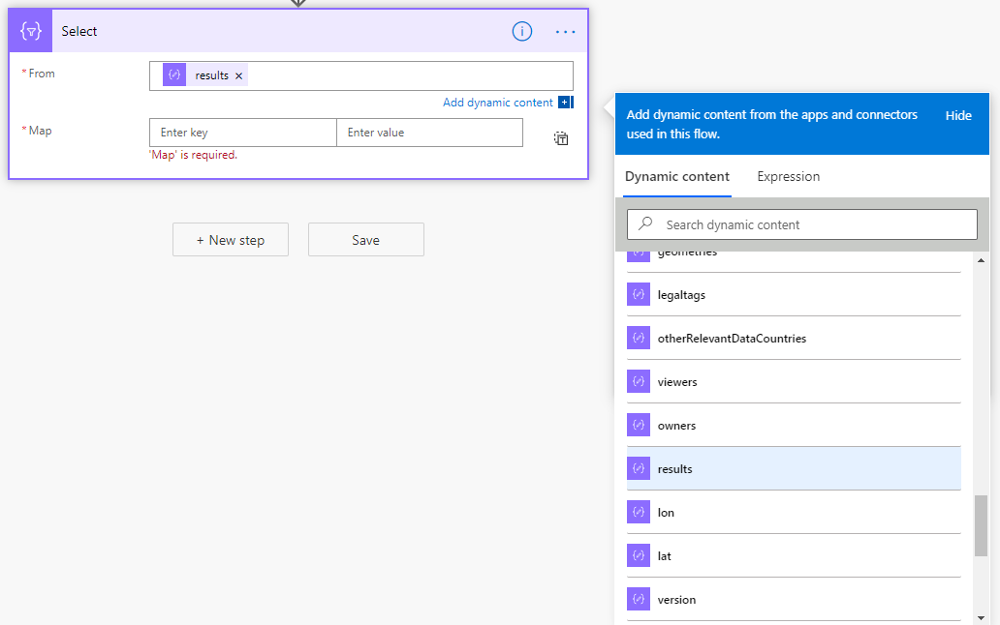 Select
* From
results ×
Add dynamic content
* Map
Enter key
Enter value
'Map' is required.
+ New step
Save
Add dynamic content from the apps and connectors
used in this flow.
Hide
Dynamic content
Expression
Search dynamic content
geometries
legaltags
otherRelevantDataCountries
viewers
owners
results
lon
lat
version